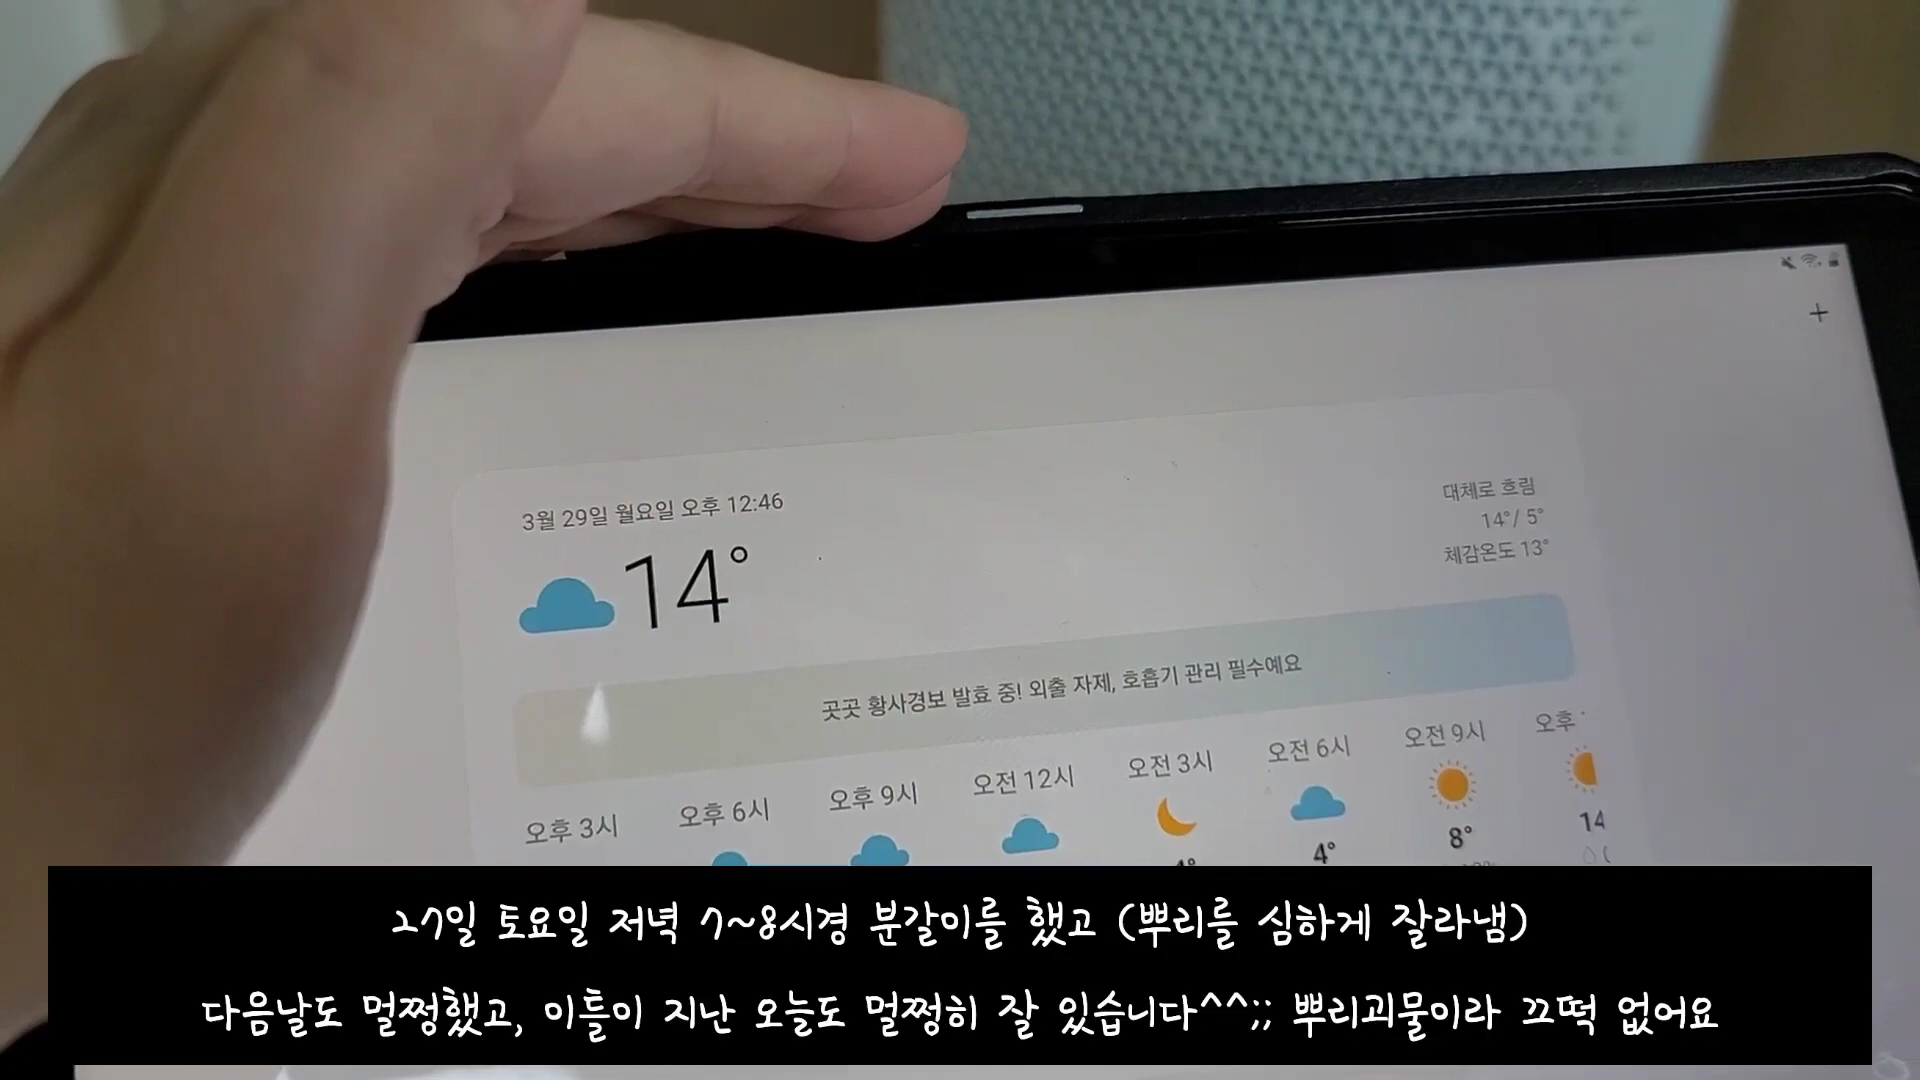 3월 29일 월요일 오후 12:46
14°
대체로 흐림
14°/ 5°
체감온도 13°
곳곳 황사경보 발효 중! 외출 자제, 호흡기 관리 필수예요
오후 3시 오후 6시 오후 9시 오전 12시 오전 3시 오전 6시 오전 9시 오후
4° 8° 14
27일 토요일 저녁 7~8시경 분갈이를 했고 (뿌리를 심하게 잘라냄)
다음날도 멀쩡했고, 이틀이 지난 오늘도 멀쩡히 잘 있습니다^^;; 뿌리괴물이라 끄떡 없어요